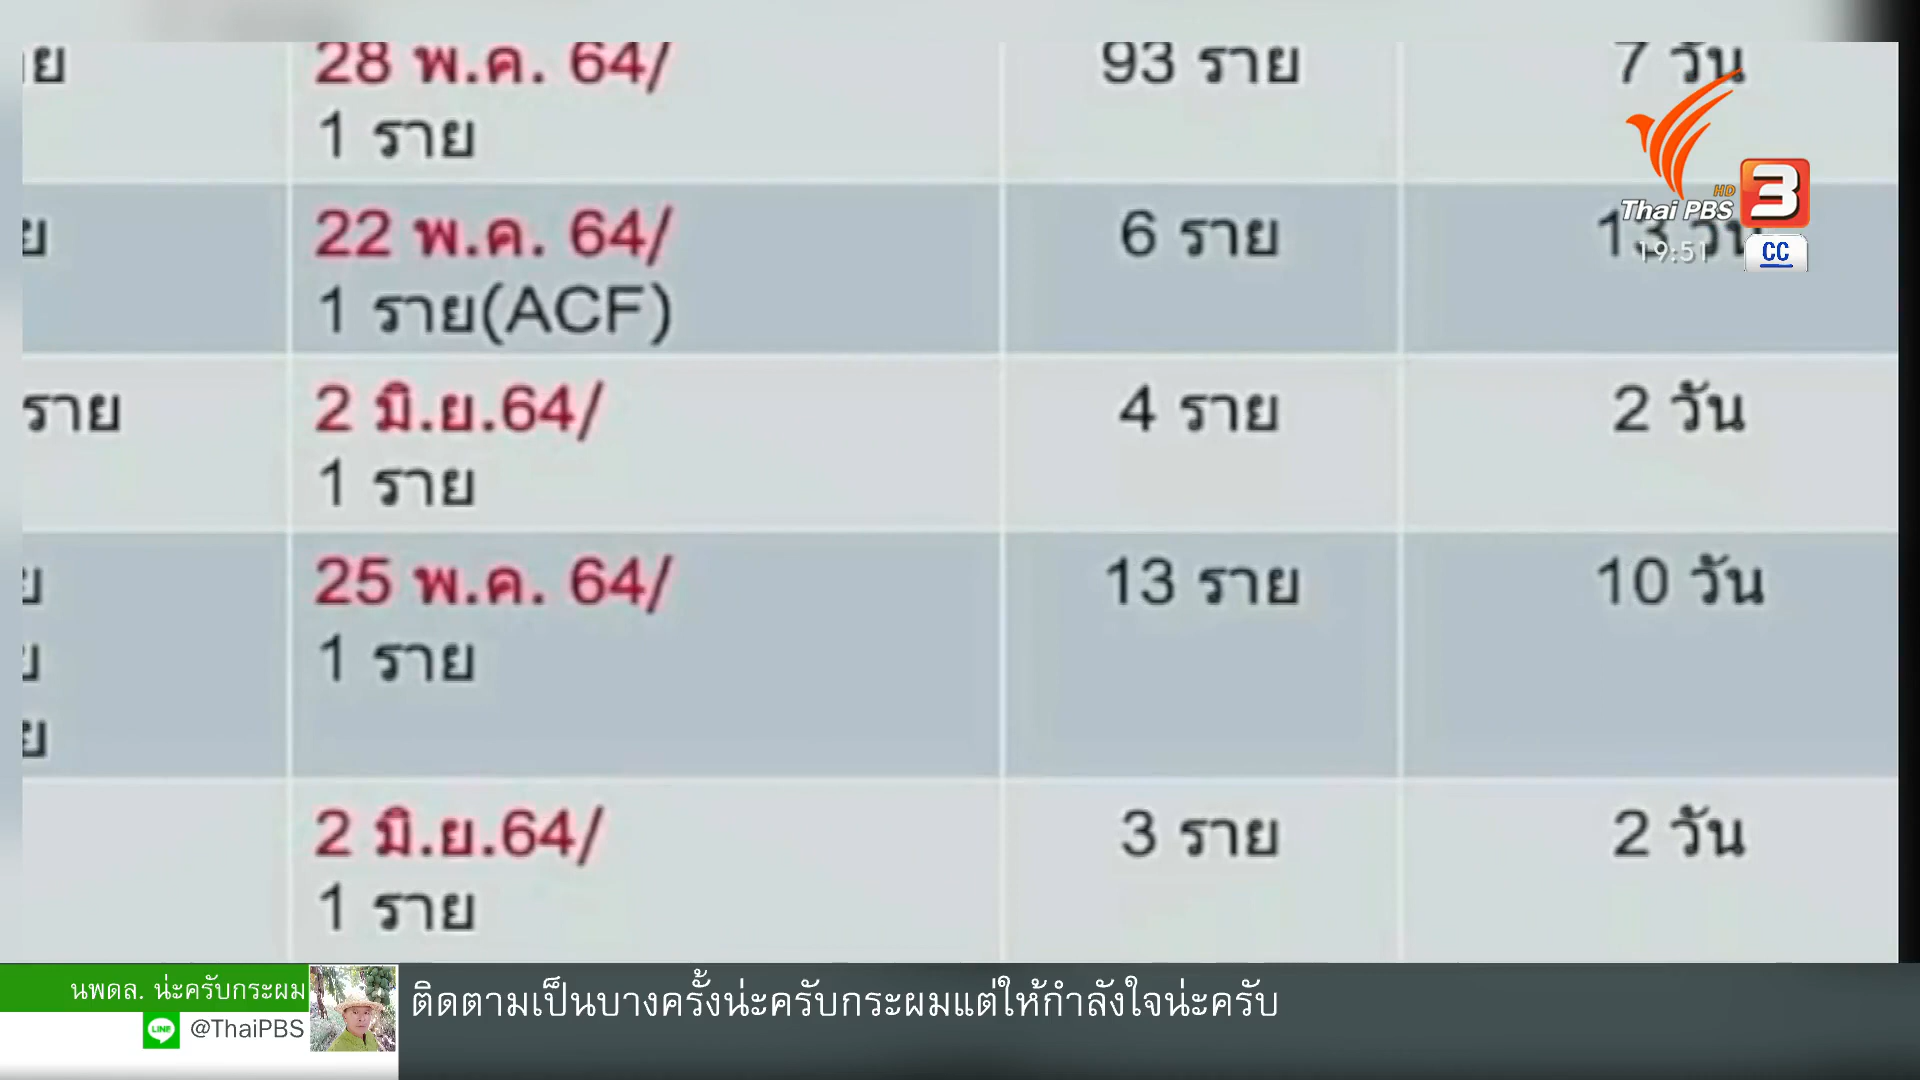 28 พ.ค. 64/
93 ราย
7 วัน
1 ราย
22 พ.ค. 64/
6 ราย
13 วัน
1 ราย(ACF)
ราย
2 มิ.ย.64/
4 ราย
2 วัน
1 ราย
25 พ.ค. 64/
13 ราย
10 วัน
1 ราย
2 มิ.ย.64/
3 ราย
2 วัน
1 ราย
HD
Thai PBS 3
19:51
CC
นพดล. น่ะครับกระผม
LINE @ThaiPBS
ติดตามเป็นบางครั้งน่ะครับกระผมแต่ให้กำลังใจน่ะครับ